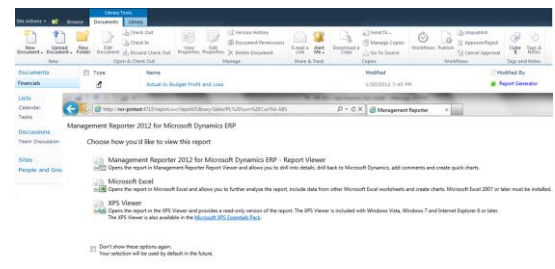 Library Tools
Site Actions
Browse
Documents
Library
New Document
Upload Document
New Folder
Edit Document
Check Out
Check In
Discard Check Out
View Properties
Edit Properties
Version History
Document Permissions
Delete Document
E-mail a Link
Alert Me
Download a Copy
Send To
Manage Copies
Go To Source
Workflows
Publish
Unpublish
Approve/Reject
Cancel Approval
Tags & Notes
New
Open & Check Out
Manage
Share & Track
Copies
Workflows
Tags and Notes
Documents
Type
Name
Modified
Modified By
Financials
Actual to Budget Profit and Loss
1/30/2012 7:45 PM
Report Generator
Lists
Calendar
Tasks
Management Reporter
Discussions
Team Discussion
Sites
People and
Management Reporter 2012 for Microsoft Dynamics ERP
Choose how you'd like to view this report
Management Reporter 2012 for Microsoft Dynamics ERP - Report Viewer
Opens the report in Management Reporter Report Viewer and allows you to drill into details, drill back to Microsoft Dynamics, add comments and create quick charts.
Microsoft Excel
Opens the report in Microsoft Excel and allows you to further analyze the report, include data from other Microsoft Excel worksheets and create charts. Microsoft Excel 2007 or later must be installed.
XPS Viewer
Opens the report in the XPS Viewer and provides a read-only version of the report. The XPS Viewer is included with Windows Vista, Windows 7 and Internet Explorer 6 or later.
The XPS Viewer is also available in the Microsoft XPS Essentials Pack.
Don't show these options again.
Your selection will be used by default in the future.